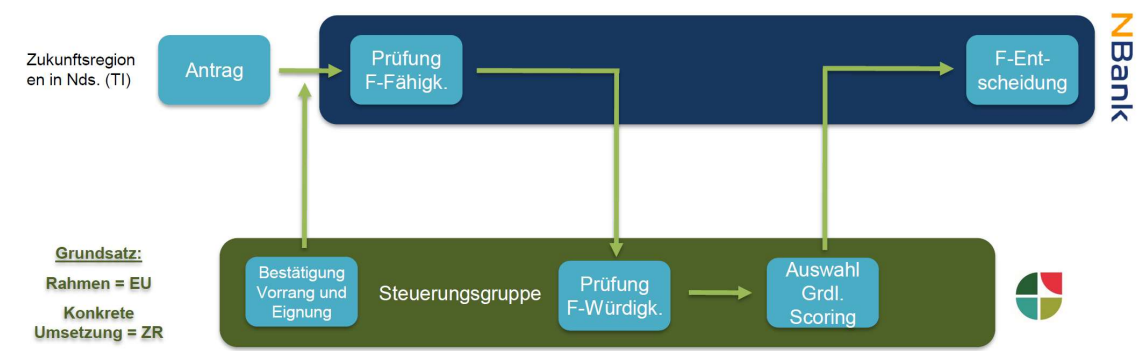 Zukunftsregion
en in Nds. (TI)
Antrag
Prüfung
F-Fähigk.
F-Ent-
scheidung
NBank
Grundsatz:
Rahmen = EU
Konkrete
Umsetzung = ZR
Bestätigung
Vorrang und
Eignung
Steuerungsgruppe
Prüfung
F-Würdigk.
Auswahl
Grdl.
Scoring